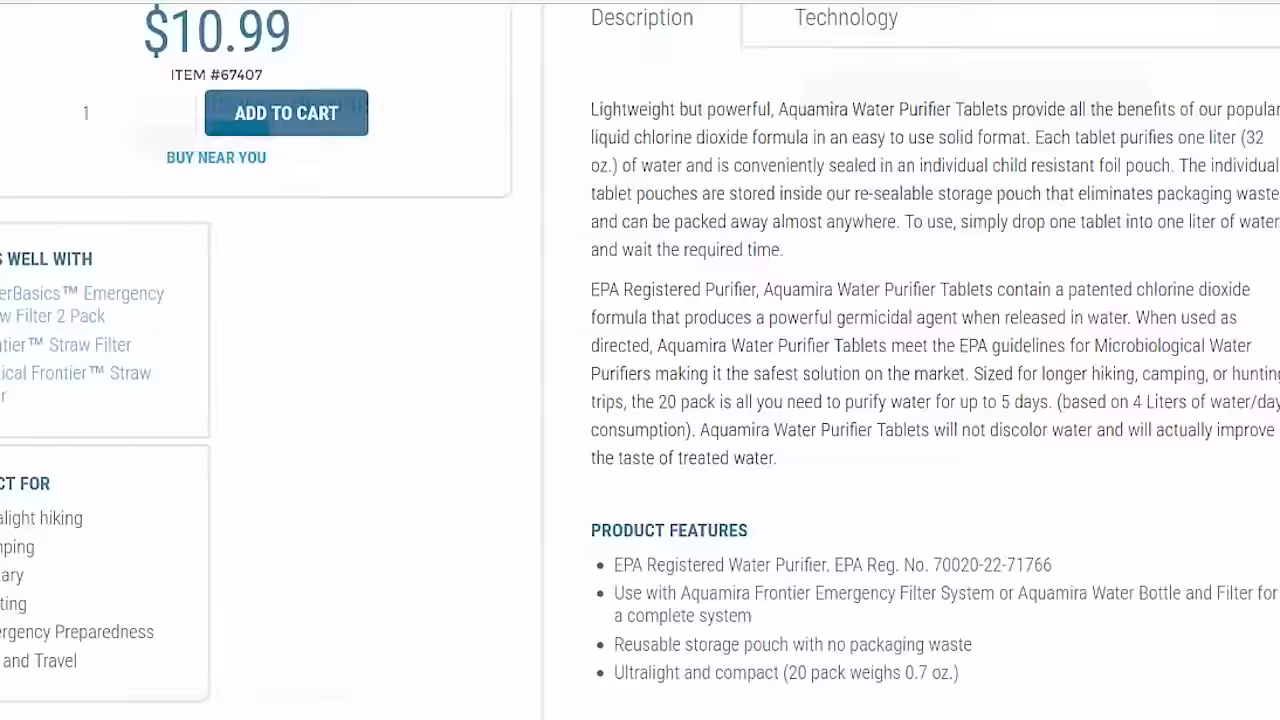 $10.99
ITEM #67407
1
ADD TO CART
BUY NEAR YOU
WELL WITH
erBasics™ Emergency
w Filter 2 Pack
tier™ Straw Filter
ical Frontier™ Straw
r
CT FOR
alight hiking
ping
ary
ting
ergency Preparedness
and Travel
Description
Technology
Lightweight but powerful, Aquamira Water Purifier Tablets provide all the benefits of our popular
liquid chlorine dioxide formula in an easy to use solid format. Each tablet purifies one liter (32
oz.) of water and is conveniently sealed in an individual child resistant foil pouch. The individual
tablet pouches are stored inside our re-sealable storage pouch that eliminates packaging waste
and can be packed away almost anywhere. To use, simply drop one tablet into one liter of water
and wait the required time.
EPA Registered Purifier, Aquamira Water Purifier Tablets contain a patented chlorine dioxide
formula that produces a powerful germicidal agent when released in water. When used as
directed, Aquamira Water Purifier Tablets meet the EPA guidelines for Microbiological Water
Purifiers making it the safest solution on the market. Sized for longer hiking, camping, or hunting
trips, the 20 pack is all you need to purify water for up to 5 days. (based on 4 Liters of water/day
consumption). Aquamira Water Purifier Tablets will not discolor water and will actually improve
the taste of treated water.
PRODUCT FEATURES
EPA Registered Water Purifier. EPA Reg. No. 70020-22-71766
Use with Aquamira Frontier Emergency Filter System or Aquamira Water Bottle and Filter for
a complete system
Reusable storage pouch with no packaging waste
Ultralight and compact (20 pack weighs 0.7 oz.)